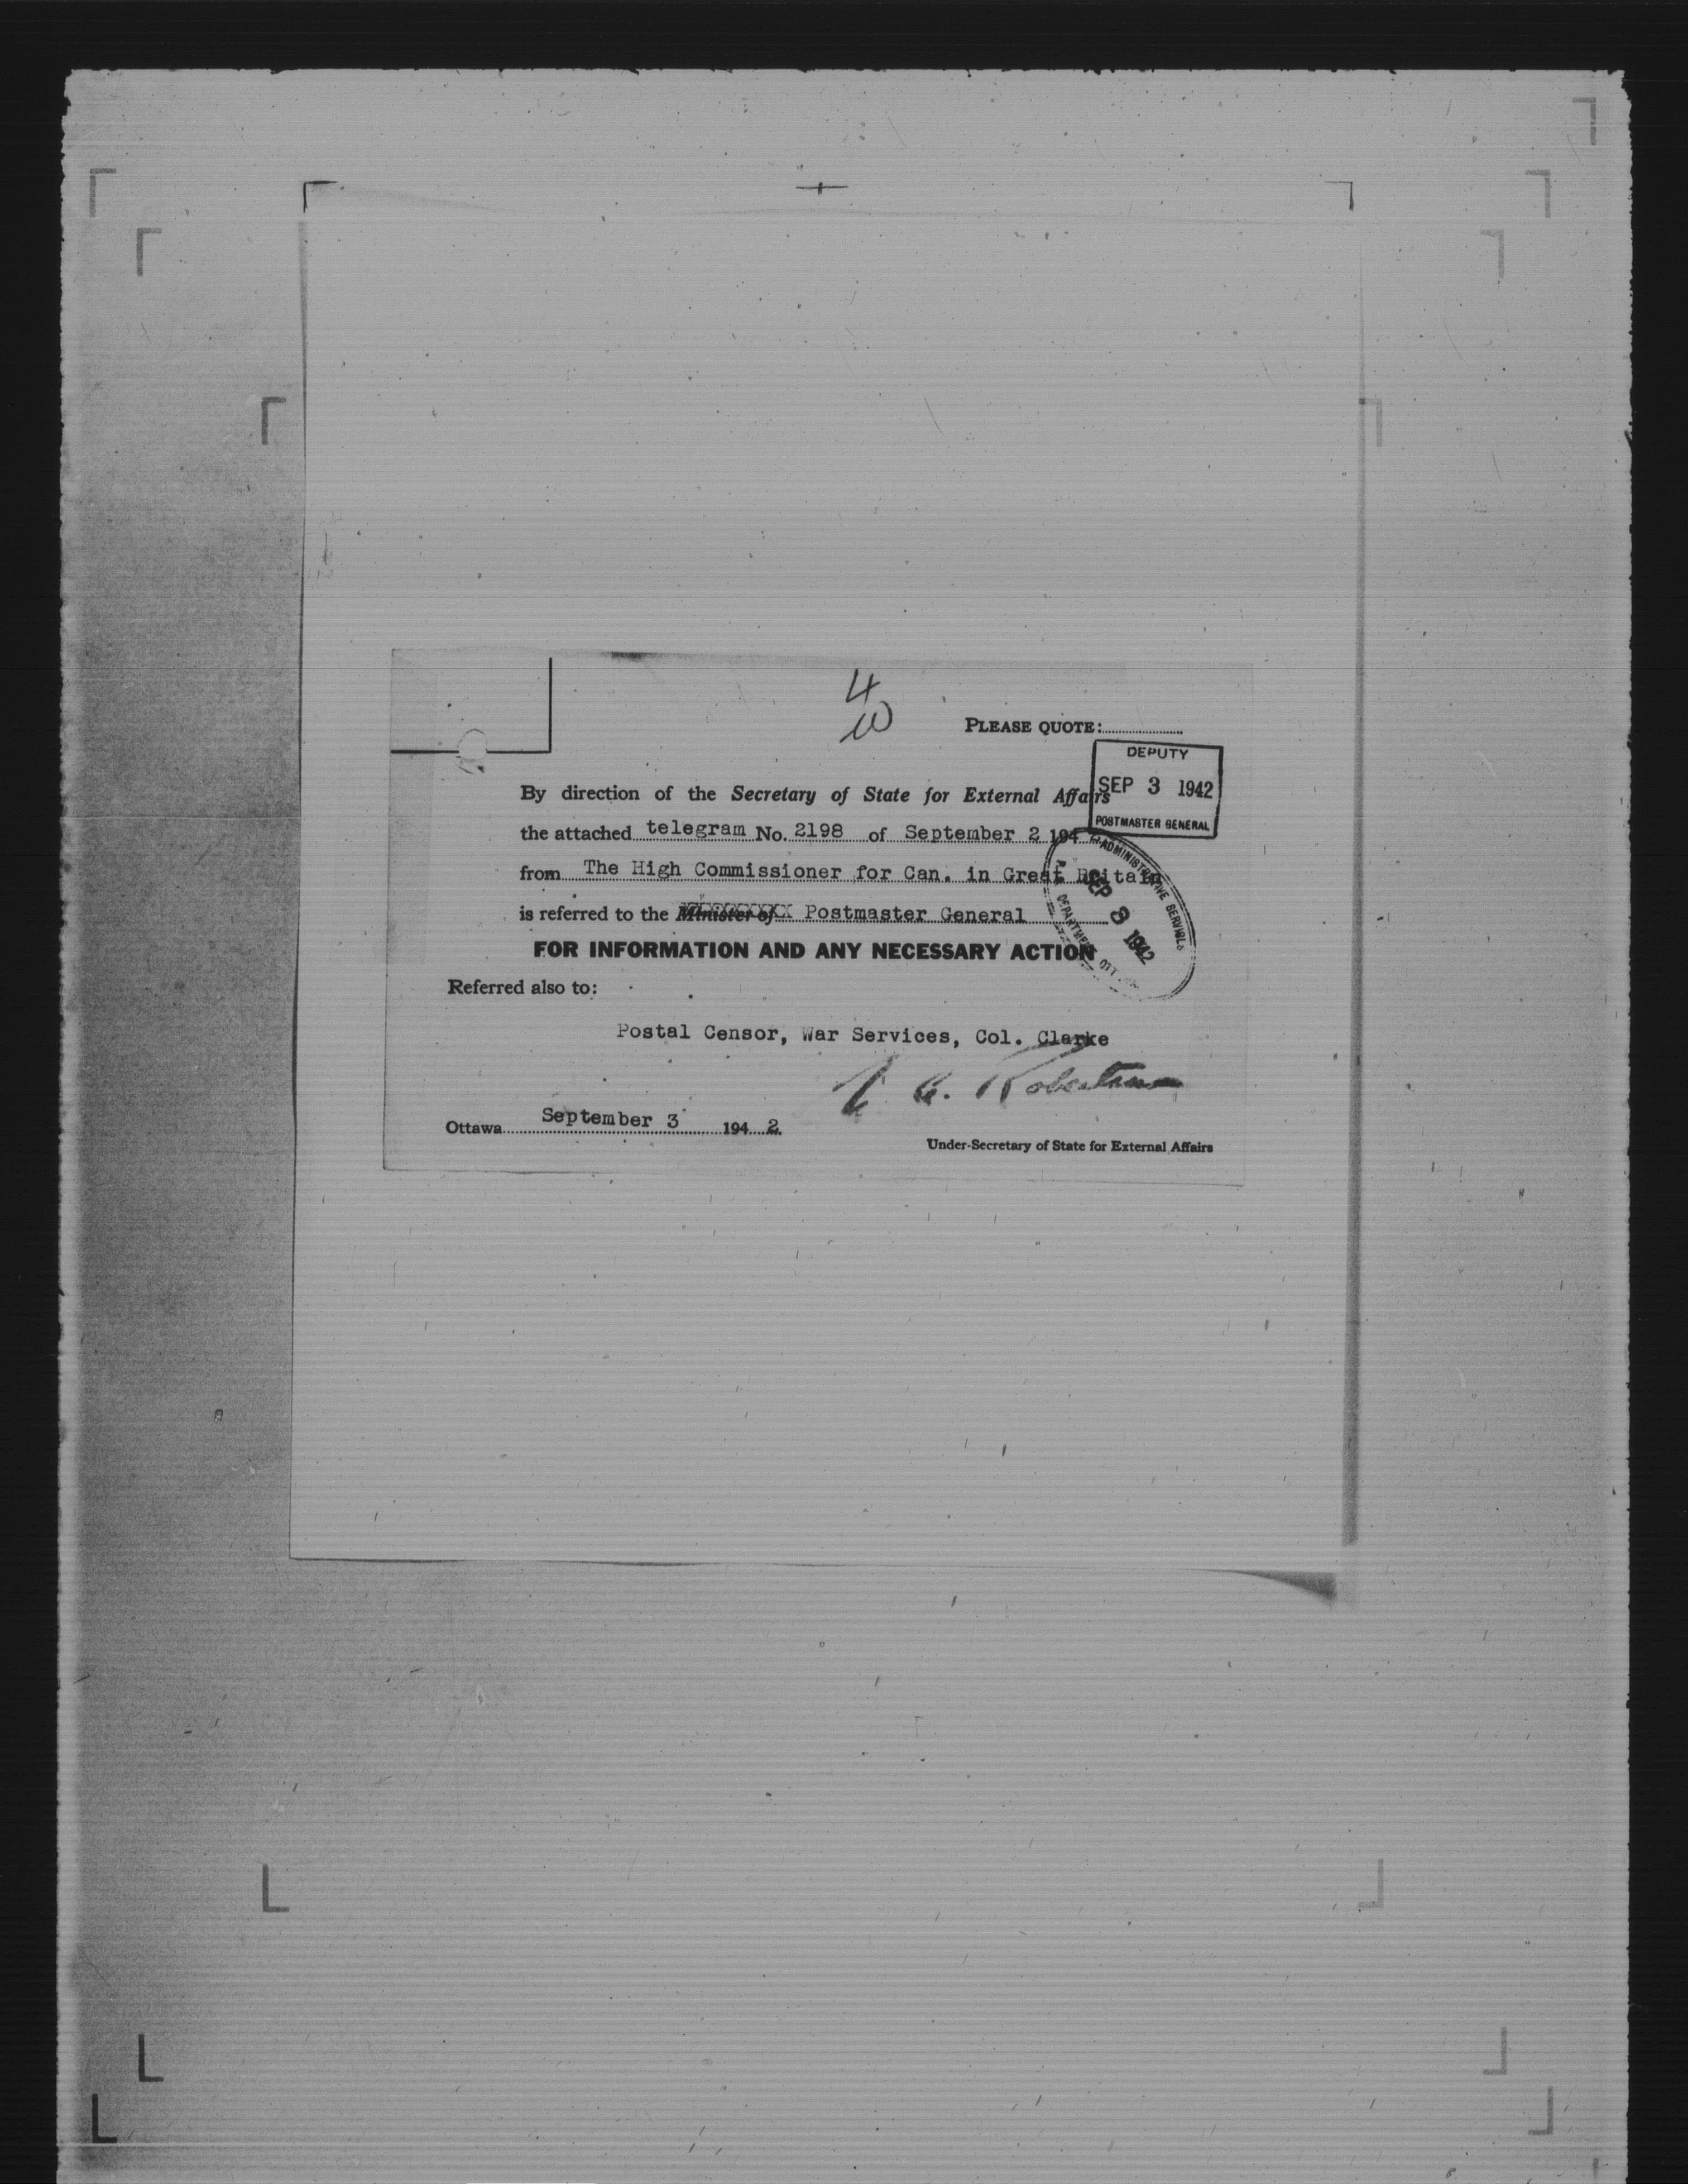 4
PLEASE QUOTE:
DEPUTY
SEP 3 1942
POSTMASTER GENERAL
By direction of the Secretary of State for External Affairs
the attached telegram No. 2198 of September 2 194
from The High Commissioner for Can. in Great Britain
is referred to the Minister of Postmaster General
ADMINISTRATIVE SERVICES
SEP 3 1942
FOR INFORMATION AND ANY NECESSARY ACTION
Referred also to:
Postal Censor, War Services, Col. Clarke
N. A. Robertson
Ottawa September 3 194 2.
Under-Secretary of State for External Affairs